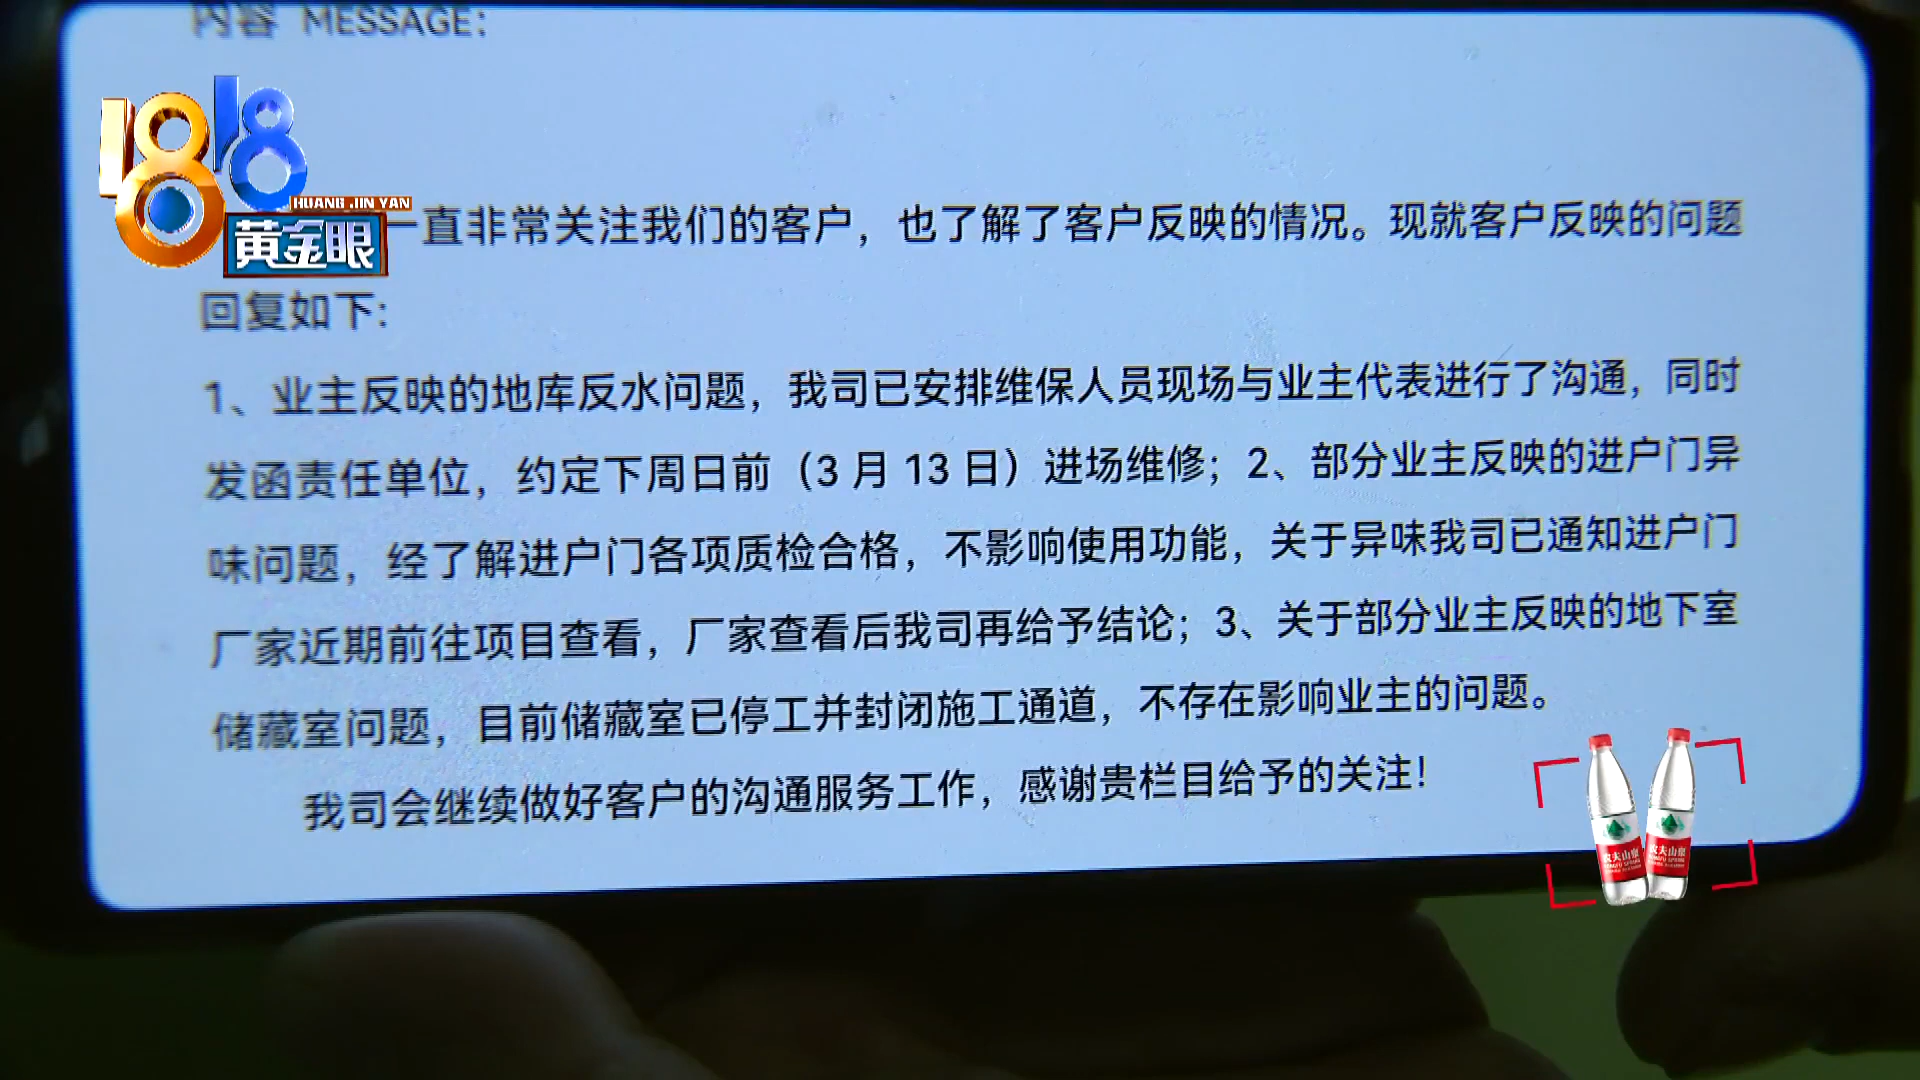 内容 MESSAGE:
1818
HUANG JIN YAN
黄金眼
一直非常关注我们的客户，也了解了客户反映的情况。现就客户反映的问题
回复如下:
1、业主反映的地库反水问题，我司已安排维保人员现场与业主代表进行了沟通，同时
发函责任单位，约定下周日前（3 月 13 日）进场维修；2、部分业主反映的进户门异
味问题，经了解进户门各项质检合格，不影响使用功能，关于异味我司已通知进户门
厂家近期前往项目查看，厂家查看后我司再给予结论；3、关于部分业主反映的地下室
储藏室问题，目前储藏室已停工并封闭施工通道，不存在影响业主的问题。
我司会继续做好客户的沟通服务工作，感谢贵栏目给予的关注！
农夫山泉
农夫山泉